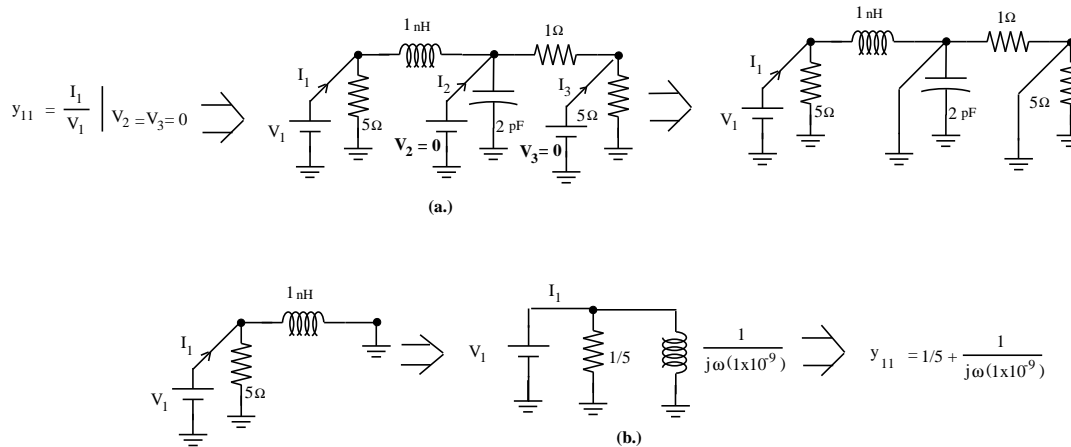 y11 = I1 / V1 | V2 = V3 = 0
1 nH
1Ω
I1
I2
I3
V1
5Ω
2 pF
5Ω
V2 = 0
V3 = 0
1 nH
1Ω
I1
V1
5Ω
2 pF
5Ω
(a.)
1 nH
I1
V1
5Ω
I1
V1
1/5
1 / jω(1x10^-9)
y11 = 1/5 + 1 / jω(1x10^-9)
(b.)